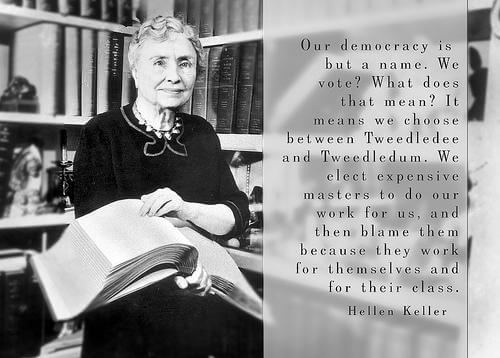 Our democracy is
but a name. We
vote? What does
that mean? It
means we choose
between Tweedledee
and Tweedledum. We
elect expensive
masters to do our
work for us, and
then blame them
because they work
for themselves and
for their class.
Hellen Keller